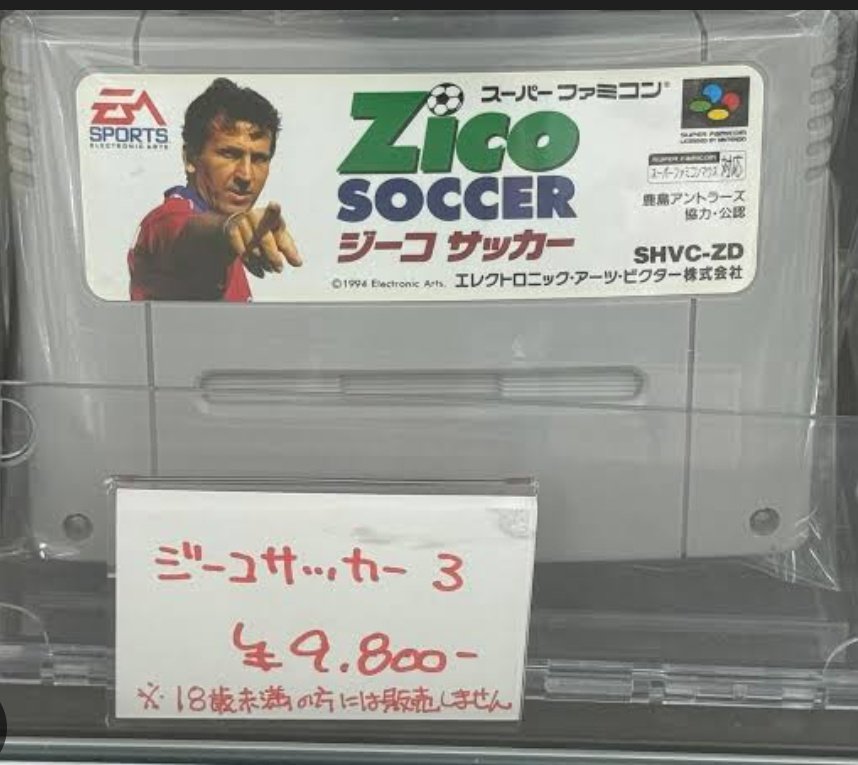 EA
SPORTS
ELECTRONIC ARTS
スーパーファミコン
Zico
SOCCER
ジーコ サッカー
©1994 Electronic Arts.
SUPER FAMICOM
LICENSED BY NINTENDO
SUPER FAMICOM
スーパーファミコンマウス 対応
鹿島アントラーズ
協力・公認
SHVC-ZD
エレクトロニック・アーツ・ビクター株式会社
ジーコサッカー 3
¥9.800-
※18歳未満の方には販売しません